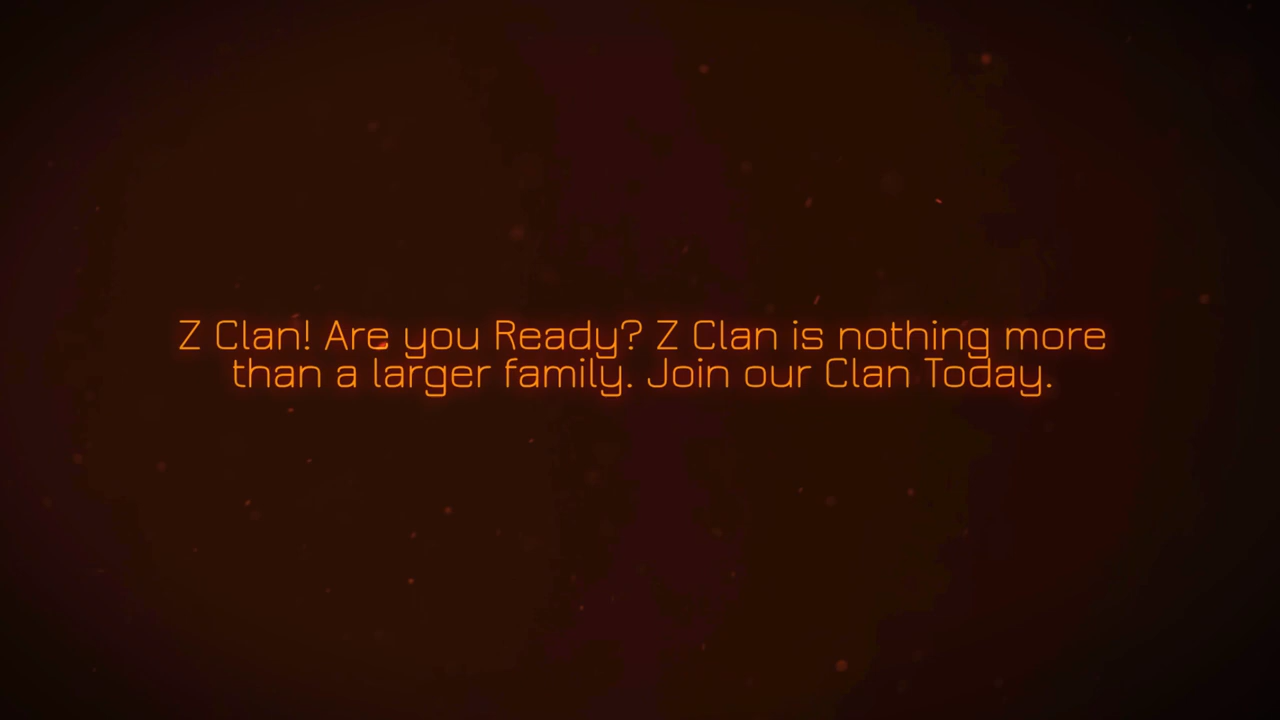 Z Clan! Are you Ready? Z Clan is nothing more
than a larger family. Join our Clan Today.